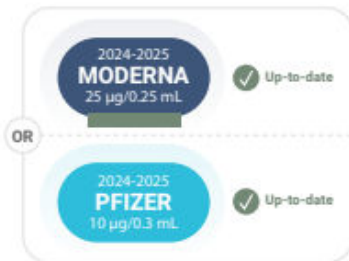 2024-2025
MODERNA
25 µg/0.25 mL
Up-to-date
OR
2024-2025
PFIZER
10 µg/0.3 mL
Up-to-date